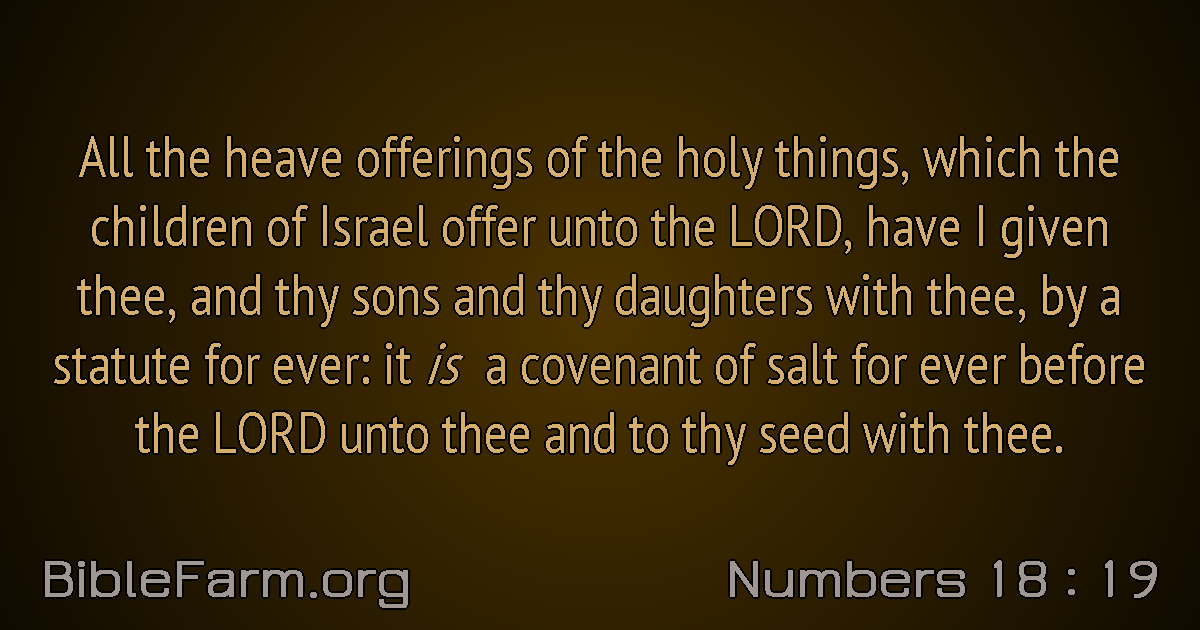 All the heave offerings of the holy things, which the
children of Israel offer unto the LORD, have I given
thee, and thy sons and thy daughters with thee, by a
statute for ever: it is a covenant of salt for ever before
the LORD unto thee and to thy seed with thee.
BibleFarm.org
Numbers 18 : 19